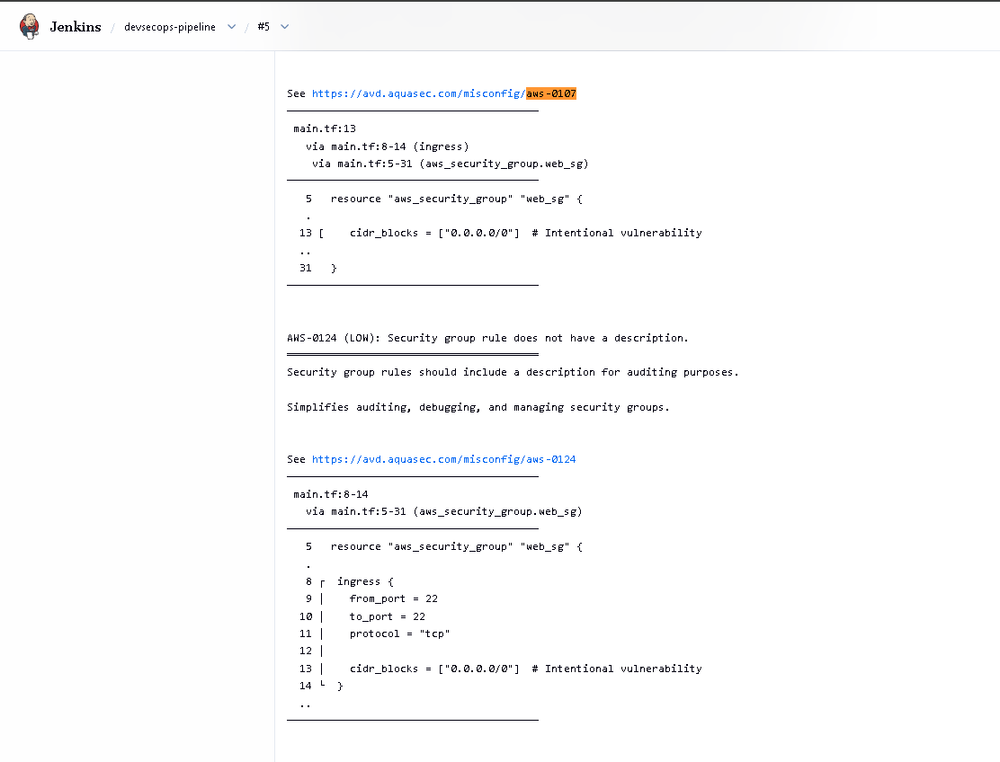 Jenkins / devsecops-pipeline / #5
See https://avd.aquasec.com/misconfig/aws-0107
main.tf:13
via main.tf:8-14 (ingress)
via main.tf:5-31 (aws_security_group.web_sg)
5 resource "aws_security_group" "web_sg" {
.
13 [ cidr_blocks = ["0.0.0.0/0"] # Intentional vulnerability
..
31 }
AWS-0124 (LOW): Security group rule does not have a description.
Security group rules should include a description for auditing purposes.
Simplifies auditing, debugging, and managing security groups.
See https://avd.aquasec.com/misconfig/aws-0124
main.tf:8-14
via main.tf:5-31 (aws_security_group.web_sg)
5 resource "aws_security_group" "web_sg" {
.
8 ┌ ingress {
9 │ from_port = 22
10 │ to_port = 22
11 │ protocol = "tcp"
12 │
13 │ cidr_blocks = ["0.0.0.0/0"] # Intentional vulnerability
14 └ }
..